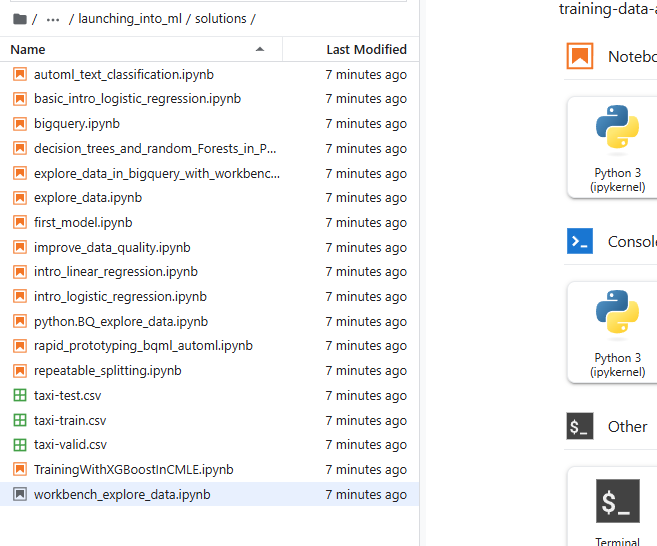 / ... / launching_into_ml / solutions /
Name Last Modified
automl_text_classification.ipynb 7 minutes ago
basic_intro_logistic_regression.ipynb 7 minutes ago
bigquery.ipynb 7 minutes ago
decision_trees_and_random_Forests_in_P... 7 minutes ago
explore_data_in_bigquery_with_workbenc... 7 minutes ago
explore_data.ipynb 7 minutes ago
first_model.ipynb 7 minutes ago
improve_data_quality.ipynb 7 minutes ago
intro_linear_regression.ipynb 7 minutes ago
intro_logistic_regression.ipynb 7 minutes ago
python.BQ_explore_data.ipynb 7 minutes ago
rapid_prototyping_bqml_automl.ipynb 7 minutes ago
repeatable_splitting.ipynb 7 minutes ago
taxi-test.csv 7 minutes ago
taxi-train.csv 7 minutes ago
taxi-valid.csv 7 minutes ago
TrainingWithXGBoostInCMLE.ipynb 7 minutes ago
workbench_explore_data.ipynb 7 minutes ago
training-data-a
Notebo
Python 3
(ipykernel)
Console
Python 3
(ipykernel)
$_ Other
$_
Terminal